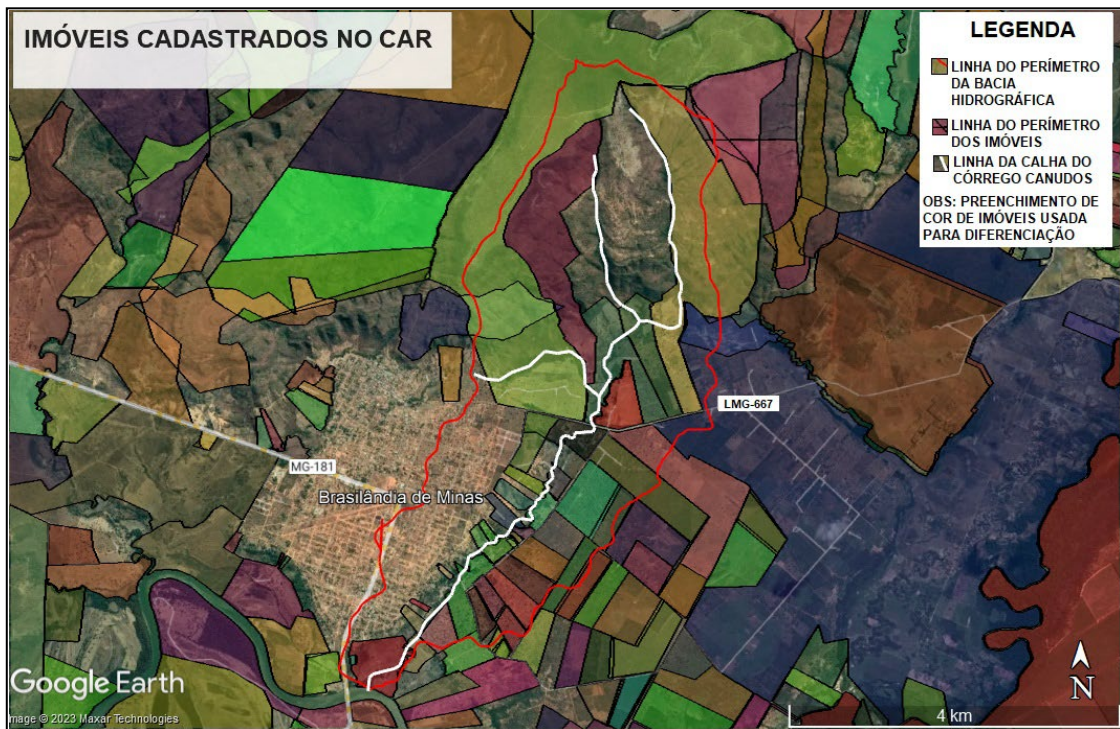 IMÓVEIS CADASTRADOS NO CAR
LEGENDA
LINHA DO PERÍMETRO
DA BACIA
HIDROGRÁFICA
LINHA DO PERÍMETRO
DOS IMÓVEIS
LINHA DA CALHA DO
CÓRREGO CANUDOS
OBS: PREENCHIMENTO DE
COR DE IMÓVEIS USADA
PARA DIFERENCIAÇÃO
LMG-667
MG-181
Brasilândia de Minas
Google Earth
Image © 2023 Maxar Technologies
N
4 km